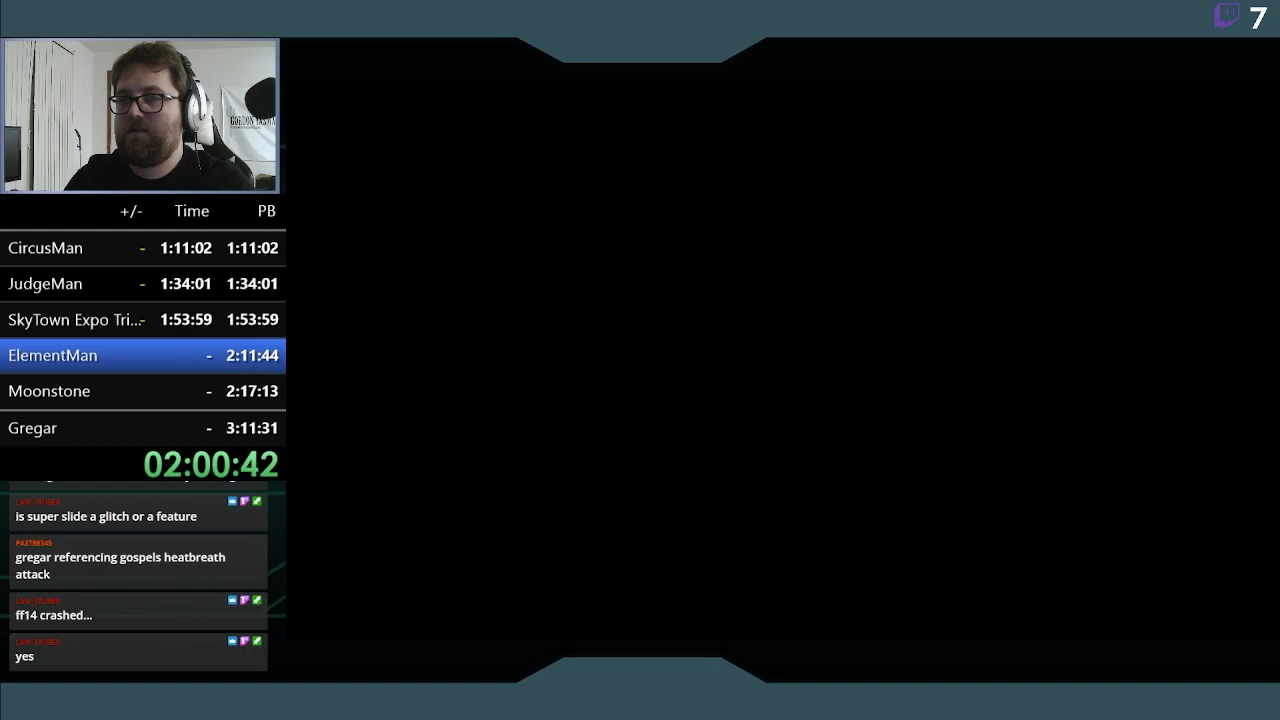 7
GORDON
+/- Time PB
CircusMan - 1:11:02 1:11:02
JudgeMan - 1:34:01 1:34:01
SkyTown Expo Tri... - 1:53:59 1:53:59
ElementMan - 2:11:44
Moonstone - 2:17:13
Gregar - 3:11:31
02:00:42
is super slide a glitch or a feature
PAST88345
gregar referencing gospels heatbreath
attack
ff14 crashed...
yes